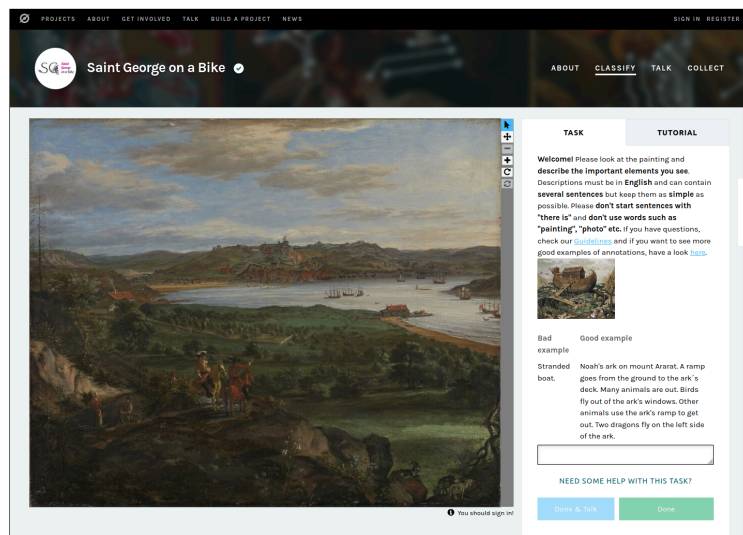 PROJECTS ABOUT GET INVOLVED TALK BUILD A PROJECT NEWS SIGN IN REGISTER
SG Saint George on a Bike
Saint George on a Bike
ABOUT CLASSIFY TALK COLLECT
TASK TUTORIAL
Welcome! Please look at the painting and
describe the important elements you see.
Descriptions must be in English and can contain
several sentences but keep them as simple as
possible. Please don't start sentences with
"there is" and don't use words such as
"painting", "photo" etc. If you have questions,
check our Guidelines and if you want to see more
good examples of annotations, have a look here.
Bad example
Good example
Stranded boat.
Noah's ark on mount Ararat. A ramp
goes from the ground to the ark´s
deck. Many animals are out. Birds
fly out of the ark's windows. Other
animals use the ark's ramp to get
out. Two dragons fly on the left side
of the ark.
NEED SOME HELP WITH THIS TASK?
Done & Talk Done
You should sign in!